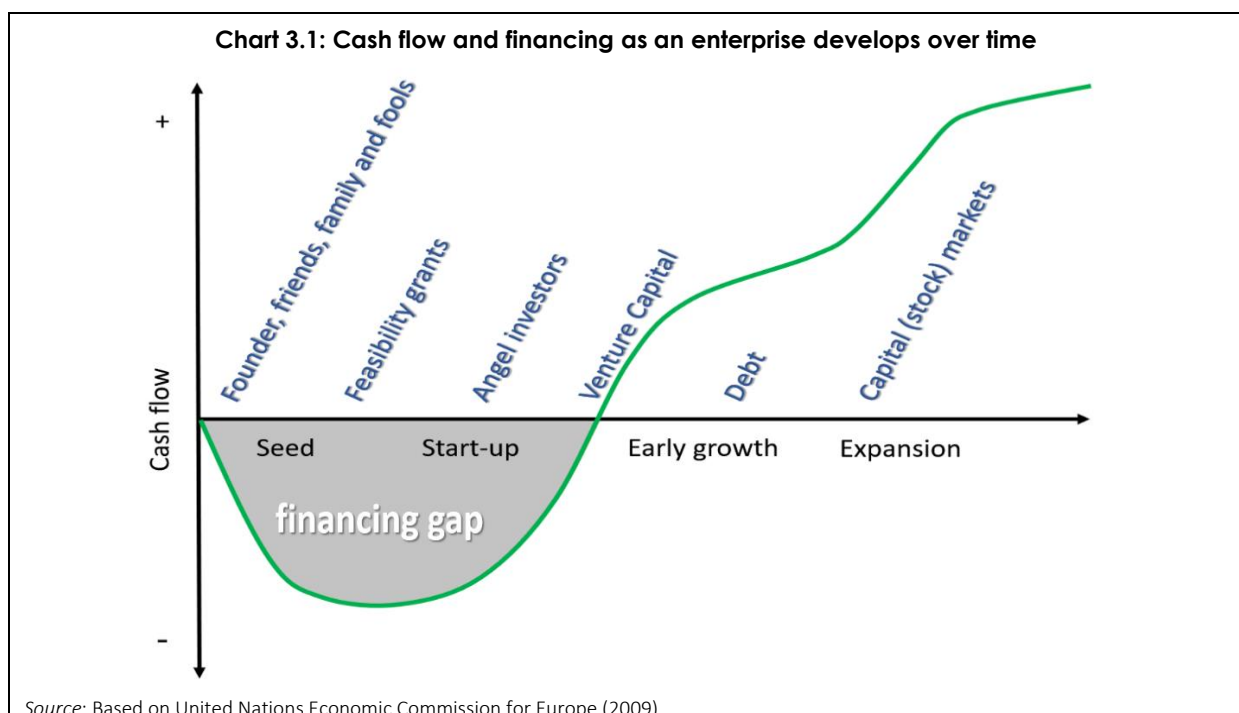 Chart 3.1: Cash flow and financing as an enterprise develops over time
+
Cash flow
-
Founder, friends, family and fools
Feasibility grants
Angel investors
Venture Capital
Debt
Capital (stock) markets
Seed
Start-up
Early growth
Expansion
financing gap
Source: Based on United Nations Economic Commission for Europe (2009)